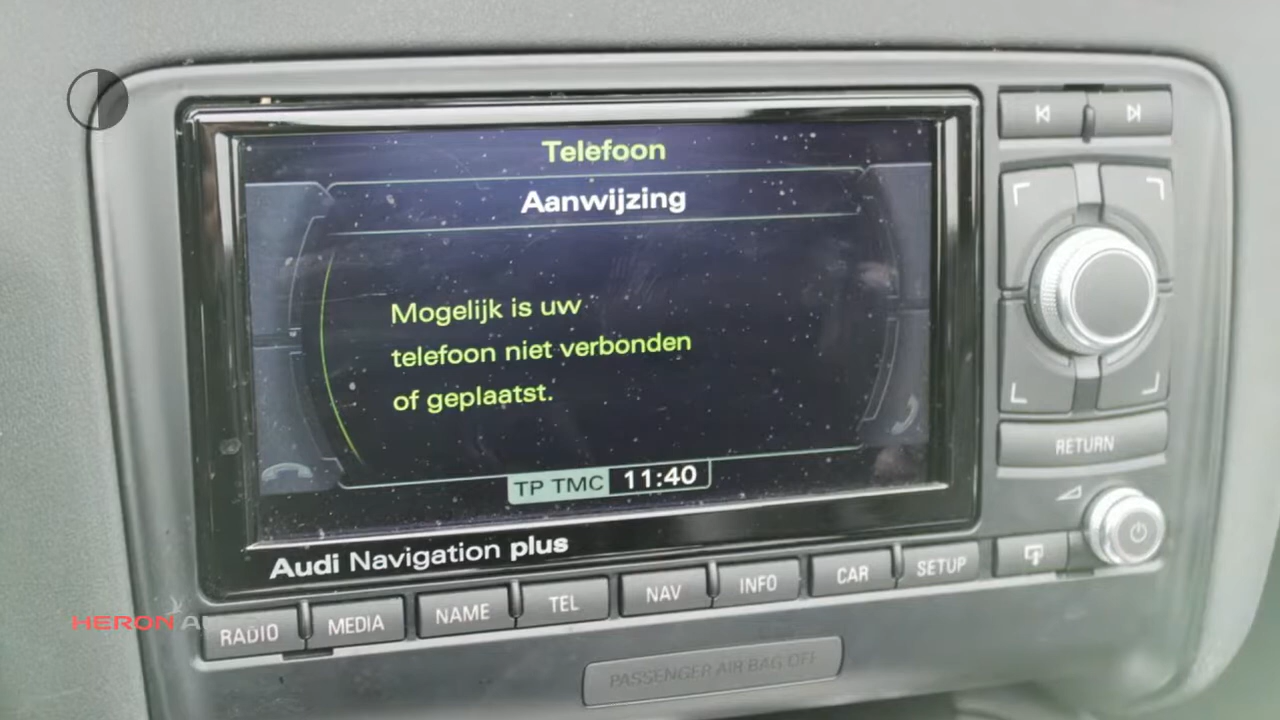 Telefoon
Aanwijzing
Mogelijk is uw
telefoon niet verbonden
of geplaatst.
TP TMC 11:40
Audi Navigation plus
RETURN
RADIO MEDIA NAME TEL NAV INFO CAR SETUP
HERON
PASSENGER AIR BAG OFF